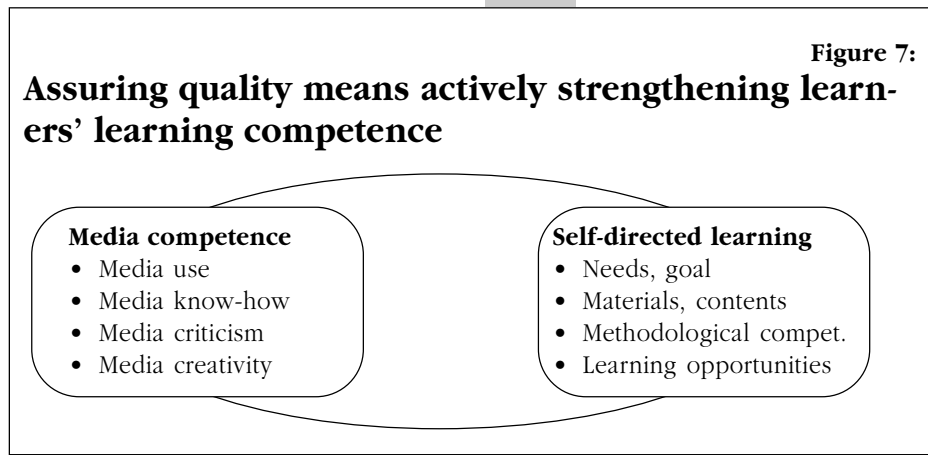 Figure 7:
Assuring quality means actively strengthening learn-
ers’ learning competence
Media competence
• Media use
• Media know-how
• Media criticism
• Media creativity
Self-directed learning
• Needs, goal
• Materials, contents
• Methodological compet.
• Learning opportunities